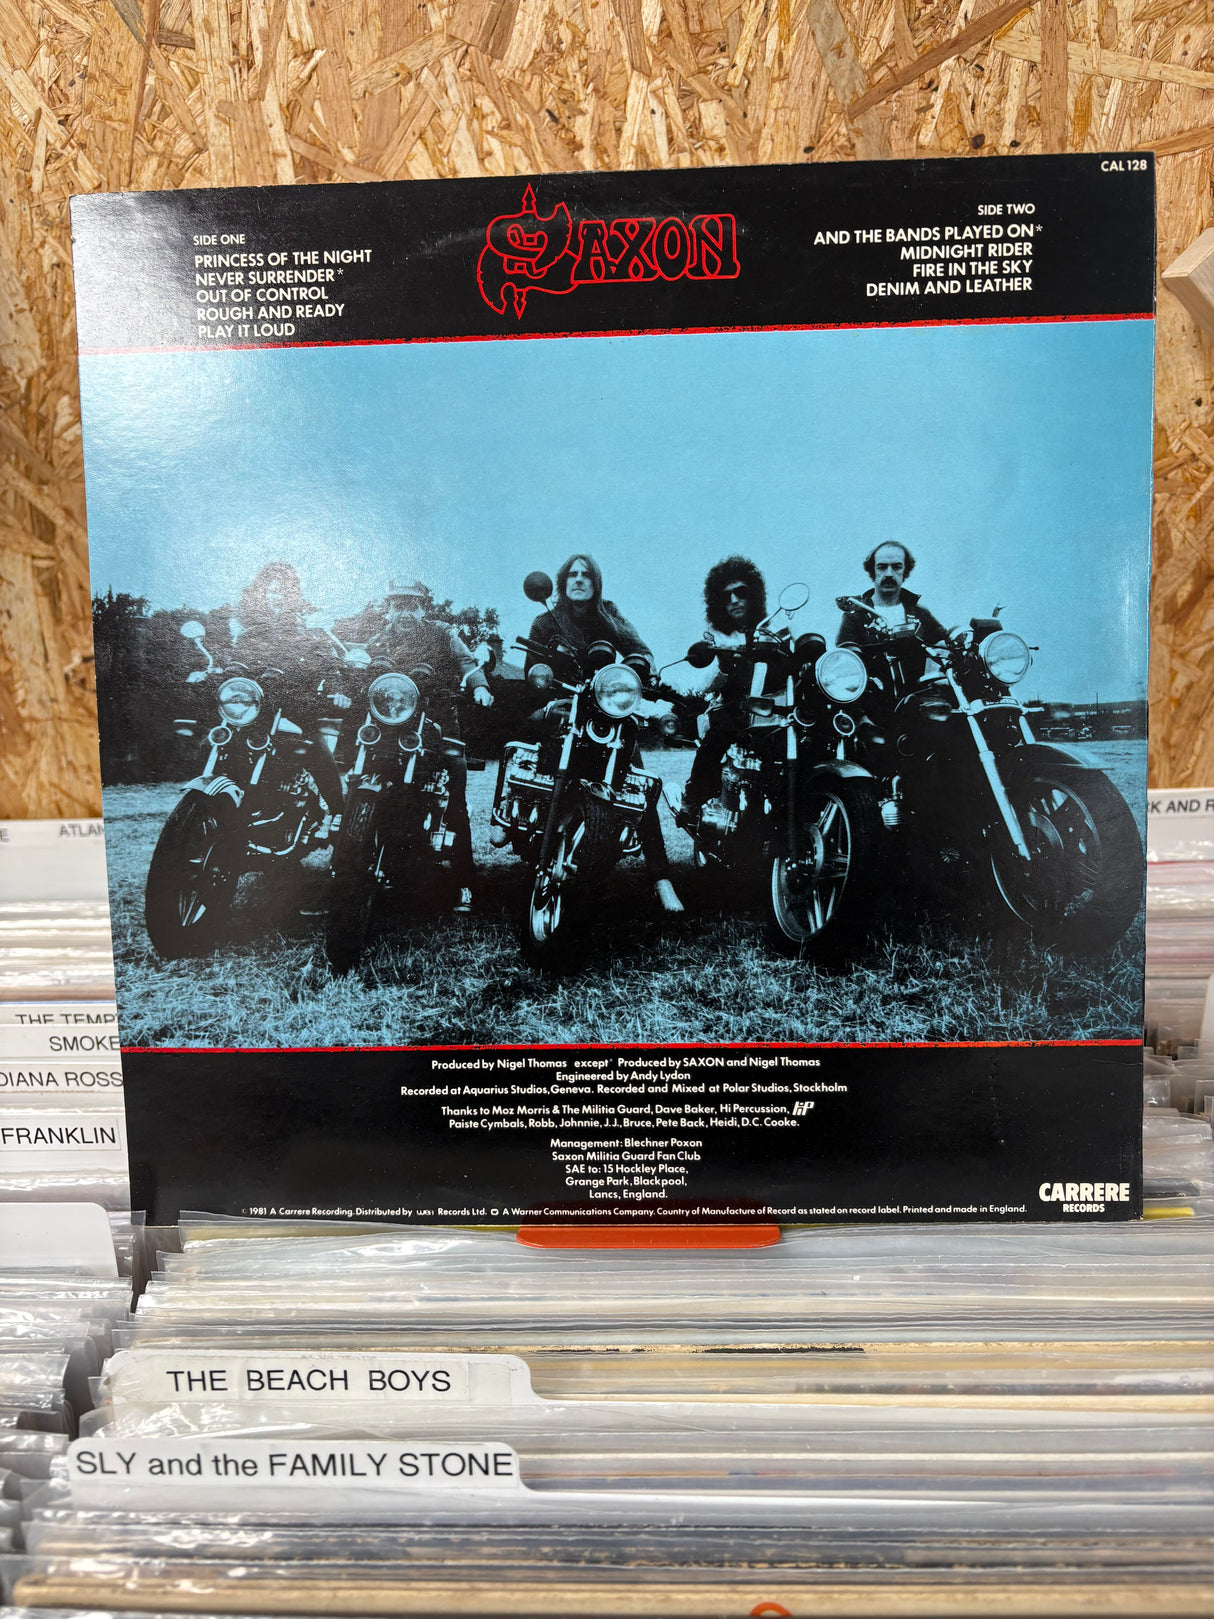 CAL 128
SAXON
SIDE ONE
PRINCESS OF THE NIGHT
NEVER SURRENDER*
OUT OF CONTROL
ROUGH AND READY
PLAY IT LOUD
SIDE TWO
AND THE BANDS PLAYED ON*
MIDNIGHT RIDER
FIRE IN THE SKY
DENIM AND LEATHER
Produced by Nigel Thomas except* Produced by SAXON and Nigel Thomas
Engineered by Andy Lydon
Recorded at Aquarius Studios, Geneva. Recorded and Mixed at Polar Studios, Stockholm
Thanks to Moz Morris & The Militia Guard, Dave Baker, Hi Percussion,
Paiste Cymbals, Robb, Johnnie, J.J., Bruce, Pete Back, Heidi, D.C. Cooke.
Management: Blechner Poxon
Saxon Militia Guard Fan Club
SAE to: 15 Hockley Place,
Grange Park, Blackpool,
Lancs, England.
CARRERE
RECORDS
© 1981 A Carrere Recording. Distributed by wea Records Ltd. A Warner Communications Company. Country of Manufacture of Record as stated on record label. Printed and made in England.
SMOKE
DIANA ROSS
FRANKLIN
THE BEACH BOYS
SLY and the FAMILY STONE